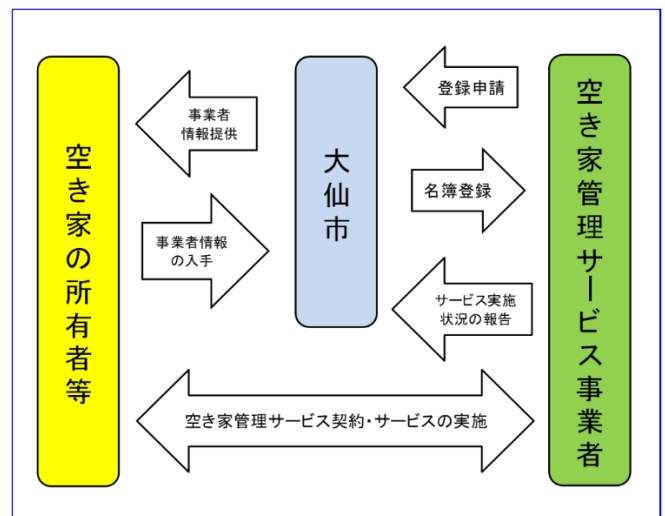 空き家の所有者等
事業者
情報提供
事業者情報
の入手
大仙市
登録申請
名簿登録
サービス実施
状況の報告
空き家管理サービス事業者
空き家管理サービス契約・サービスの実施